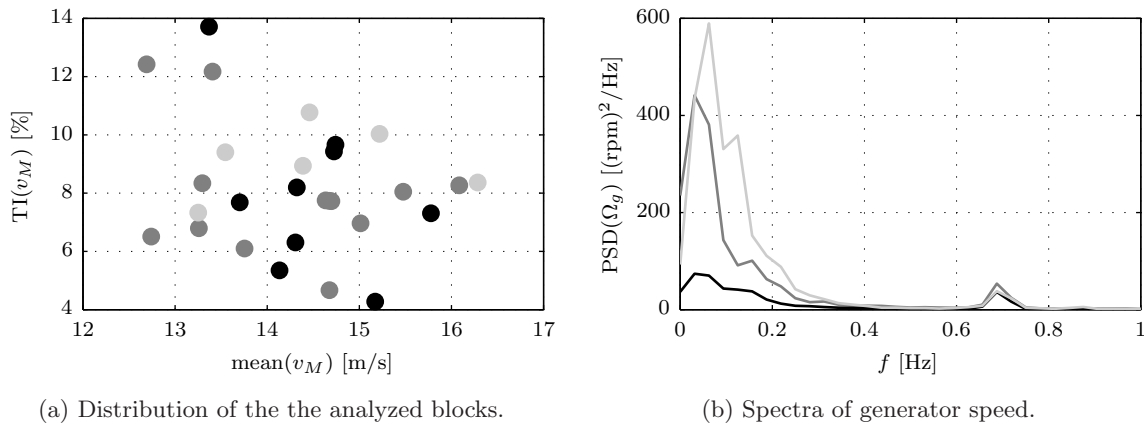 14
12
10
8
6
4
TI(v_M) [%]
12 13 14 15 16 17
mean(v_M) [m/s]
(a) Distribution of the the analyzed blocks.
600
400
200
0
PSD(Ω_g) [(rpm)²/Hz]
0 0.2 0.4 0.6 0.8 1
f [Hz]
(b) Spectra of generator speed.